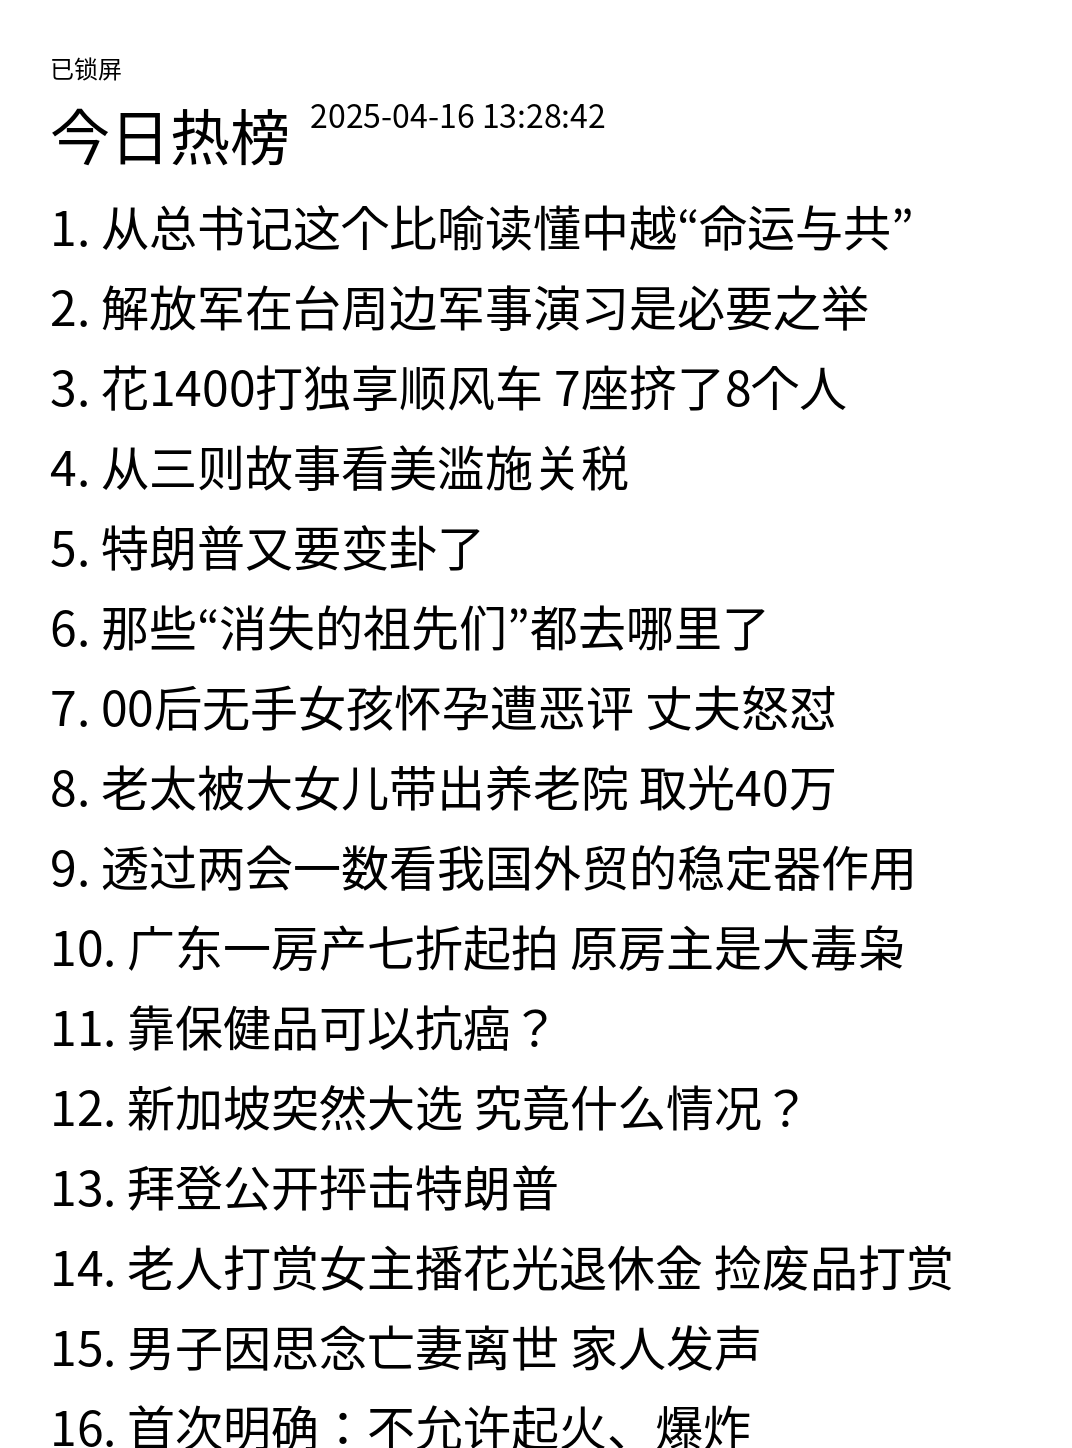 已锁屏
今日热榜 2025-04-16 13:28:42
1. 从总书记这个比喻读懂中越“命运与共”
2. 解放军在台周边军事演习是必要之举
3. 花1400打独享顺风车 7座挤了8个人
4. 从三则故事看美滥施关税
5. 特朗普又要变卦了
6. 那些“消失的祖先们”都去哪里了
7. 00后无手女孩怀孕遭恶评 丈夫怒怼
8. 老太被大女儿带出养老院 取光40万
9. 透过两会一数看我国外贸的稳定器作用
10. 广东一房产七折起拍 原房主是大毒枭
11. 靠保健品可以抗癌？
12. 新加坡突然大选 究竟什么情况？
13. 拜登公开抨击特朗普
14. 老人打赏女主播花光退休金 捡废品打赏
15. 男子因思念亡妻离世 家人发声
16. 首次明确：不允许起火、爆炸